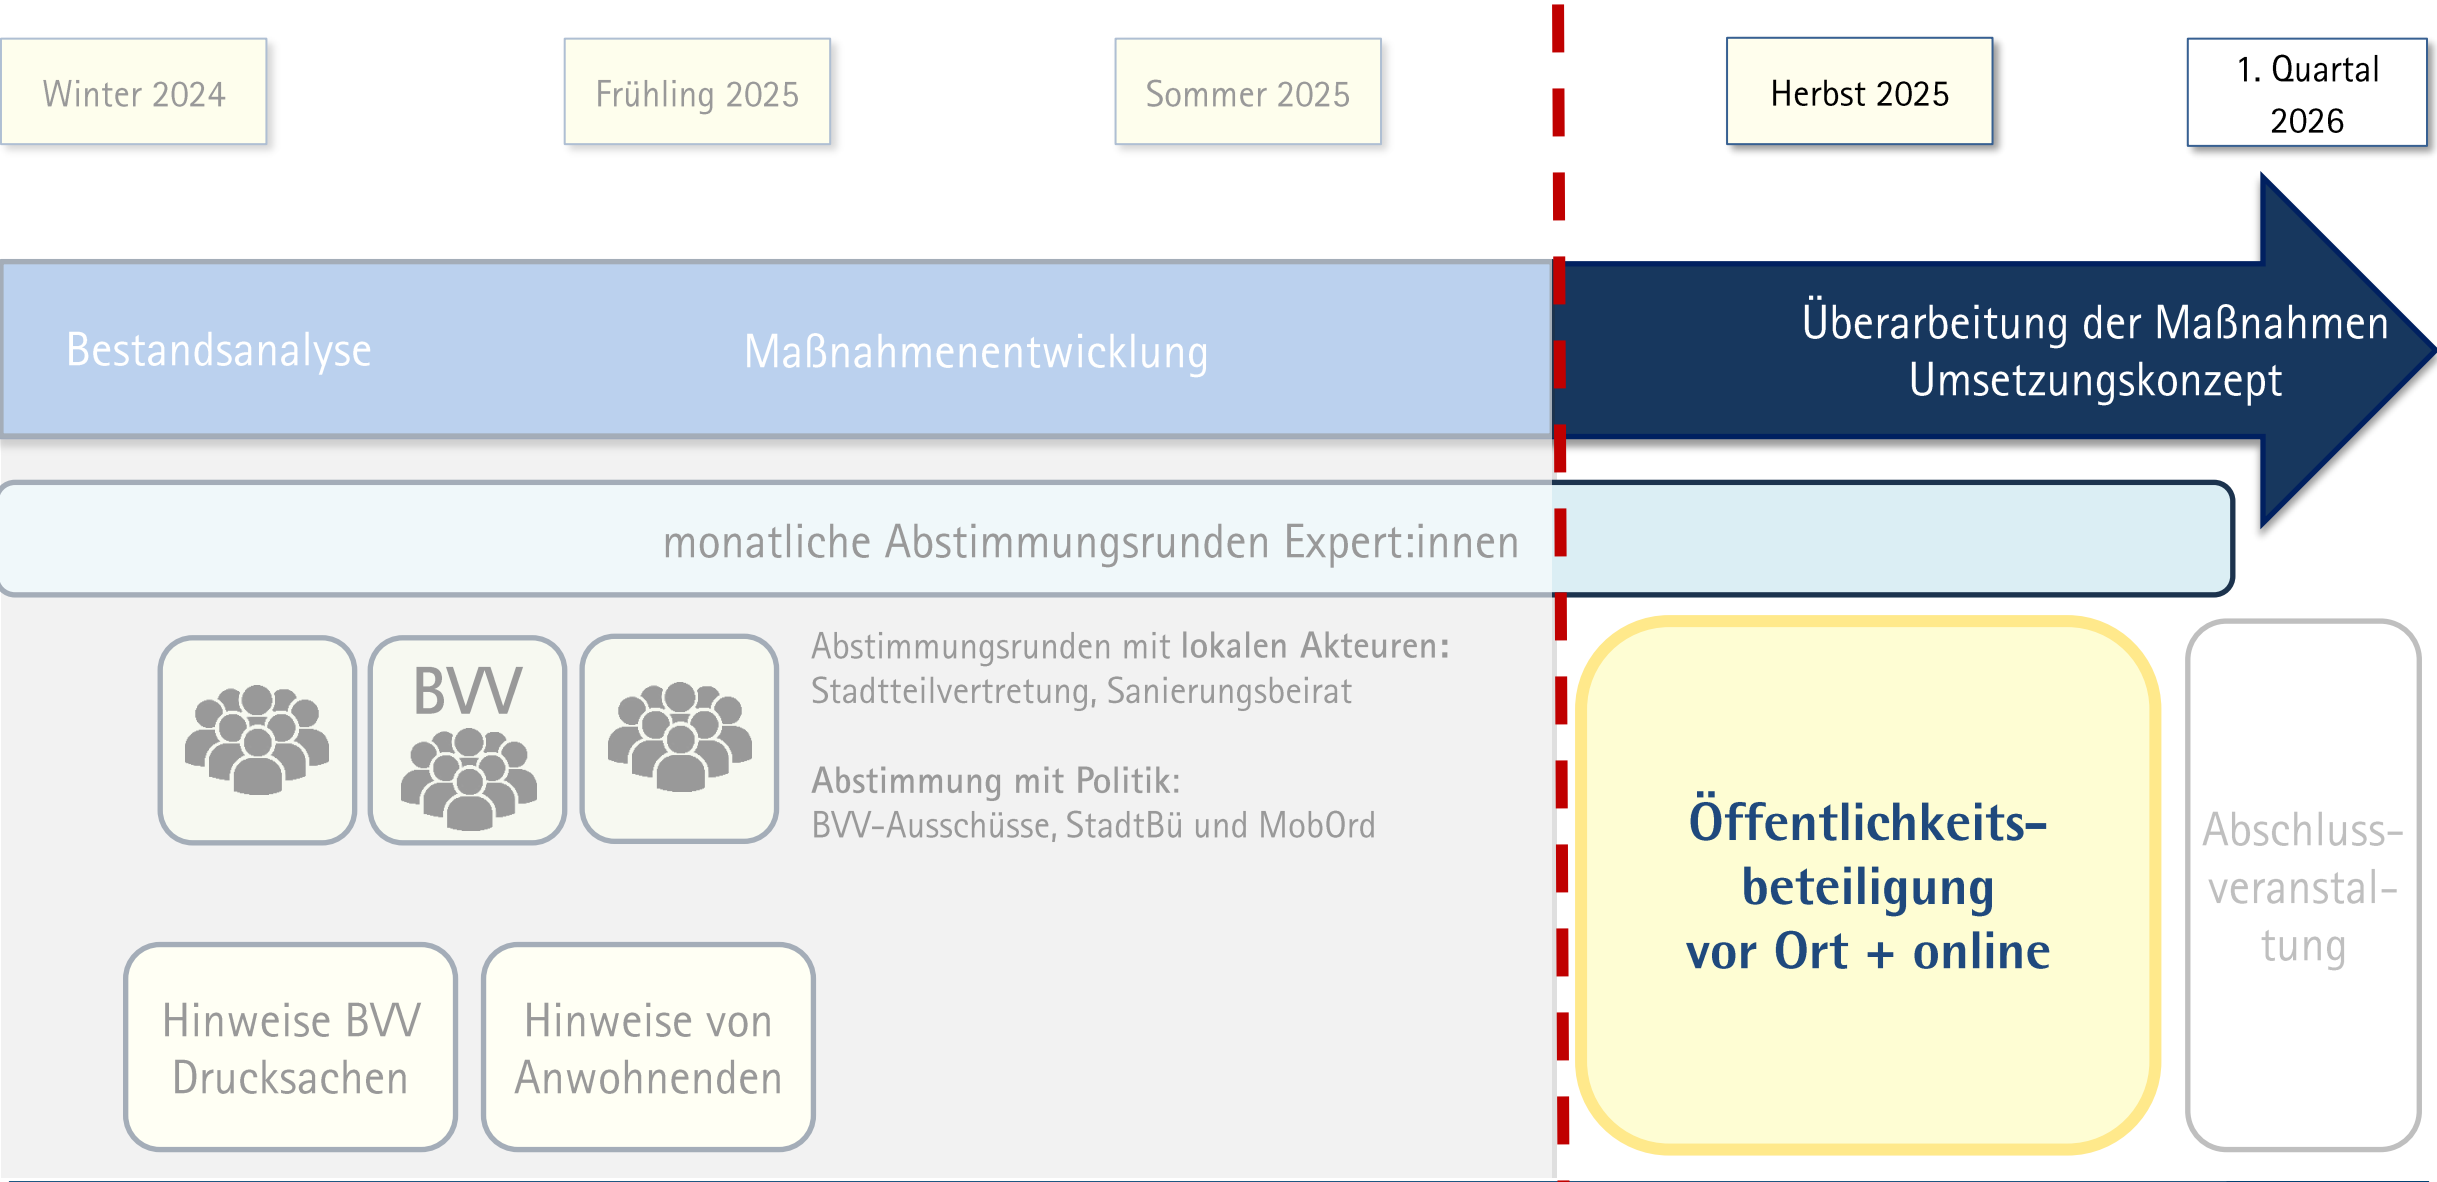 Winter 2024
Frühling 2025
Sommer 2025
Herbst 2025
1. Quartal
2026
Bestandsanalyse
Maßnahmenentwicklung
Überarbeitung der Maßnahmen
Umsetzungskonzept
monatliche Abstimmungsrunden Expert:innen
BVV
Abstimmungsrunden mit lokalen Akteuren:
Stadtteilvertretung, Sanierungsbeirat
Abstimmung mit Politik:
BVV-Ausschüsse, StadtBü und MobOrd
Hinweise BVV
Drucksachen
Hinweise von
Anwohnenden
Öffentlichkeits-
beteiligung
vor Ort + online
Abschluss-
veranstal-
tung